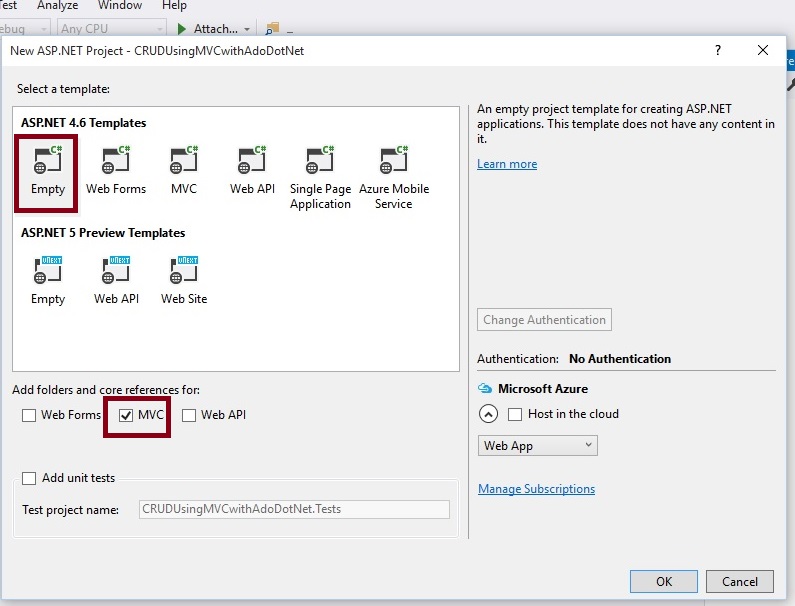 Test Analyze Window Help
Debug Any CPU Attach...
New ASP.NET Project - CRUDUsingMVCwithAdoDotNet ?
Select a template:
ASP.NET 4.6 Templates
C# C# C# C# C# C#
Empty Web Forms MVC Web API Single Page Application Azure Mobile Service
ASP.NET 5 Preview Templates
VNEXT VNEXT VNEXT
Empty Web API Web Site
An empty project template for creating ASP.NET
applications. This template does not have any content in
it.
Learn more
Change Authentication
Authentication: No Authentication
Add folders and core references for:
Web Forms MVC Web API
Microsoft Azure
Host in the cloud
Web App
Manage Subscriptions
Add unit tests
Test project name: CRUDUsingMVCwithAdoDotNet.Tests
OK Cancel